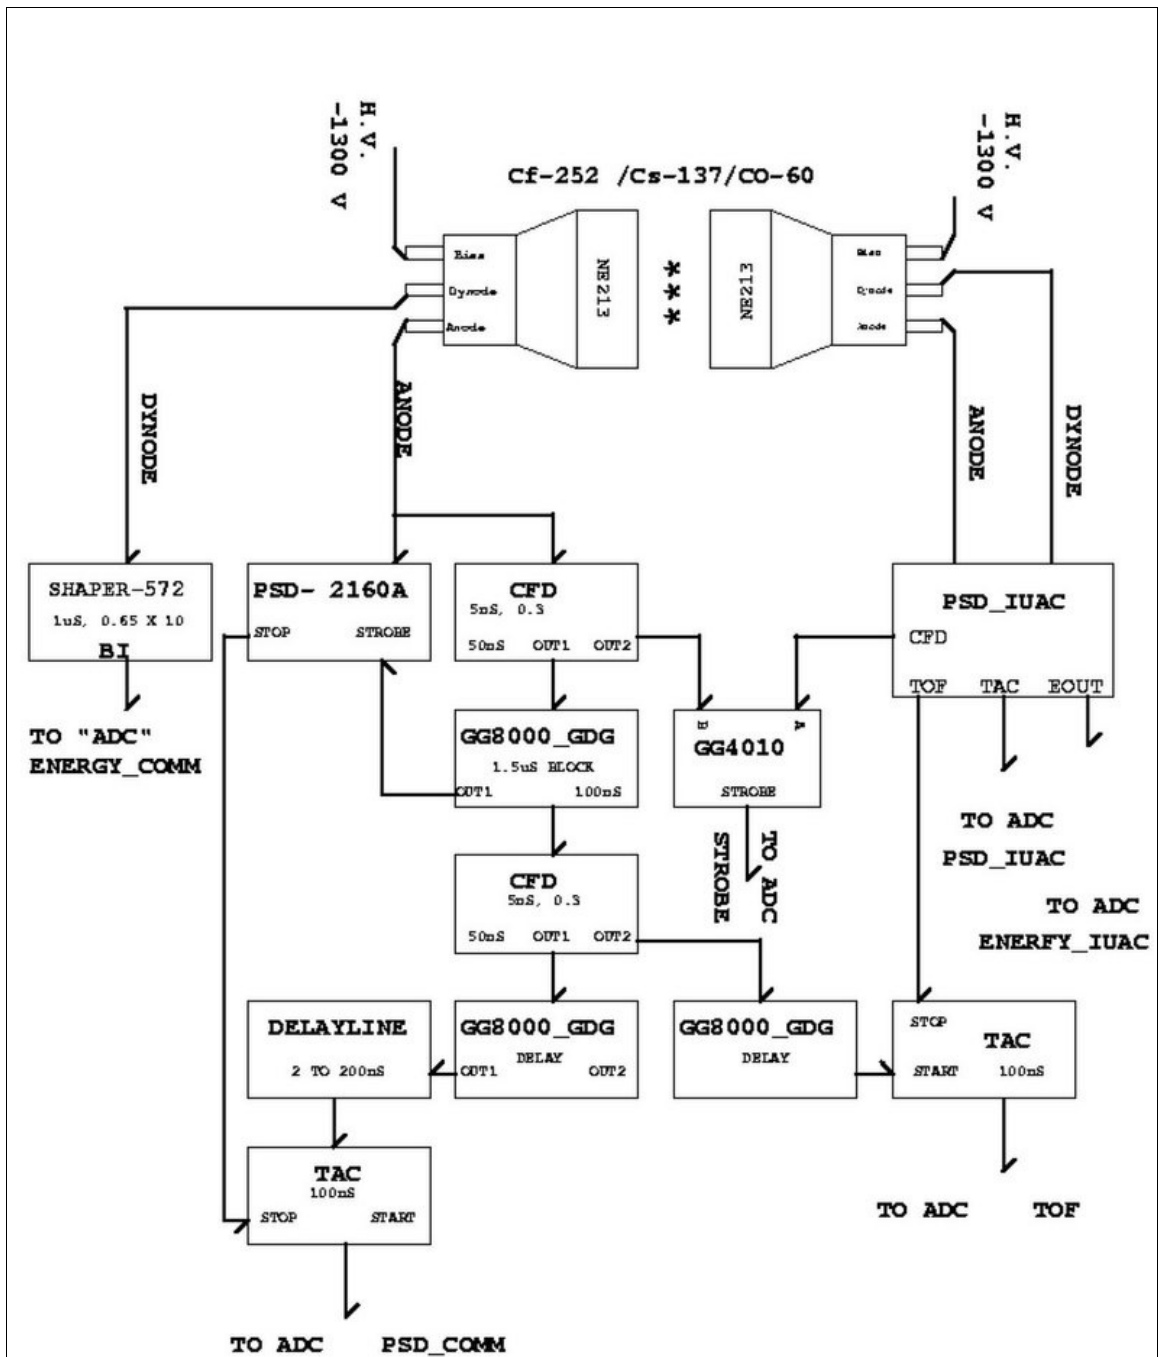 H.V.
-1300 V
H.V.
-1300 V
Cf-252 /Cs-137/CO-60
Bias
Dynode
Anode
NE213
***
NE213
Bias
Dynode
Anode
DYNODE
ANODE
ANODE
DYNODE
SHAPER-572
1uS, 0.65 X 10
BI
PSD- 2160A
STOP STROBE
CFD
5nS, 0.3
50nS OUT1 OUT2
PSD_IUAC
CFD
TOF TAC EOUT
TO "ADC"
ENERGY_COMM
GG8000_GDG
1.5uS BLOCK
OUT1 100nS
B A
GG4010
STROBE
TO ADC
STROBE
TO ADC
PSD_IUAC
TO ADC
ENERFY_IUAC
CFD
5nS, 0.3
50nS OUT1 OUT2
DELAYLINE
2 TO 200nS
GG8000_GDG
DELAY
OUT1 OUT2
GG8000_GDG
DELAY
STOP
TAC
START 100nS
TAC
100nS
STOP START
TO ADC TOF
TO ADC PSD_COMM